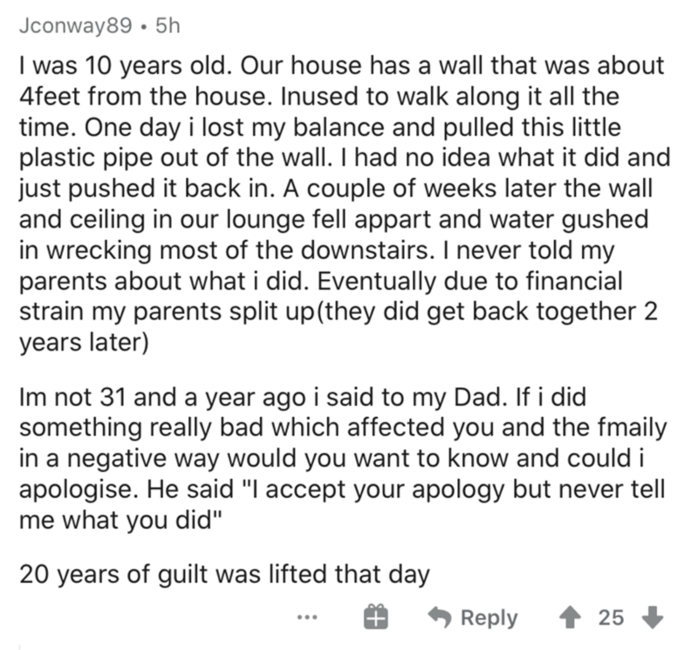 Jconway89 • 5h
I was 10 years old. Our house has a wall that was about
4feet from the house. Inused to walk along it all the
time. One day i lost my balance and pulled this little
plastic pipe out of the wall. I had no idea what it did and
just pushed it back in. A couple of weeks later the wall
and ceiling in our lounge fell appart and water gushed
in wrecking most of the downstairs. I never told my
parents about what i did. Eventually due to financial
strain my parents split up(they did get back together 2
years later)
Im not 31 and a year ago i said to my Dad. If i did
something really bad which affected you and the fmaily
in a negative way would you want to know and could i
apologise. He said "I accept your apology but never tell
me what you did"
20 years of guilt was lifted that day
... Reply 25